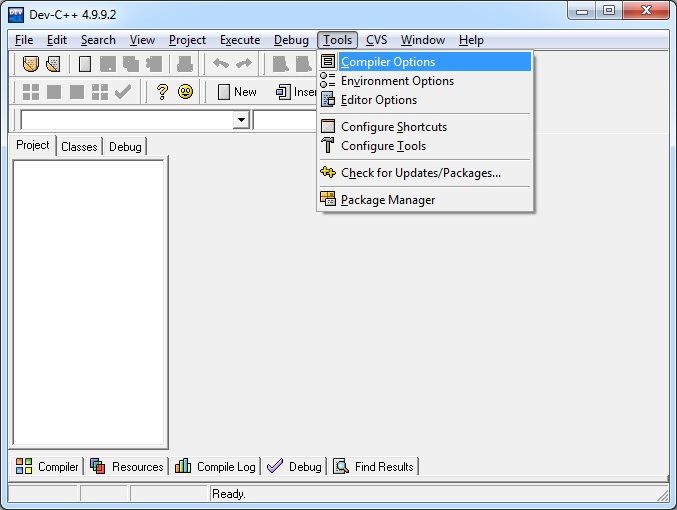 Dev-C++ 4.9.9.2
File Edit Search View Project Execute Debug Tools CVS Window Help
Compiler Options
Environment Options
Editor Options
New Inser
Configure Shortcuts
Configure Tools
Project Classes Debug
Check for Updates/Packages...
Package Manager
Compiler Resources Compile Log Debug Find Results
Ready.